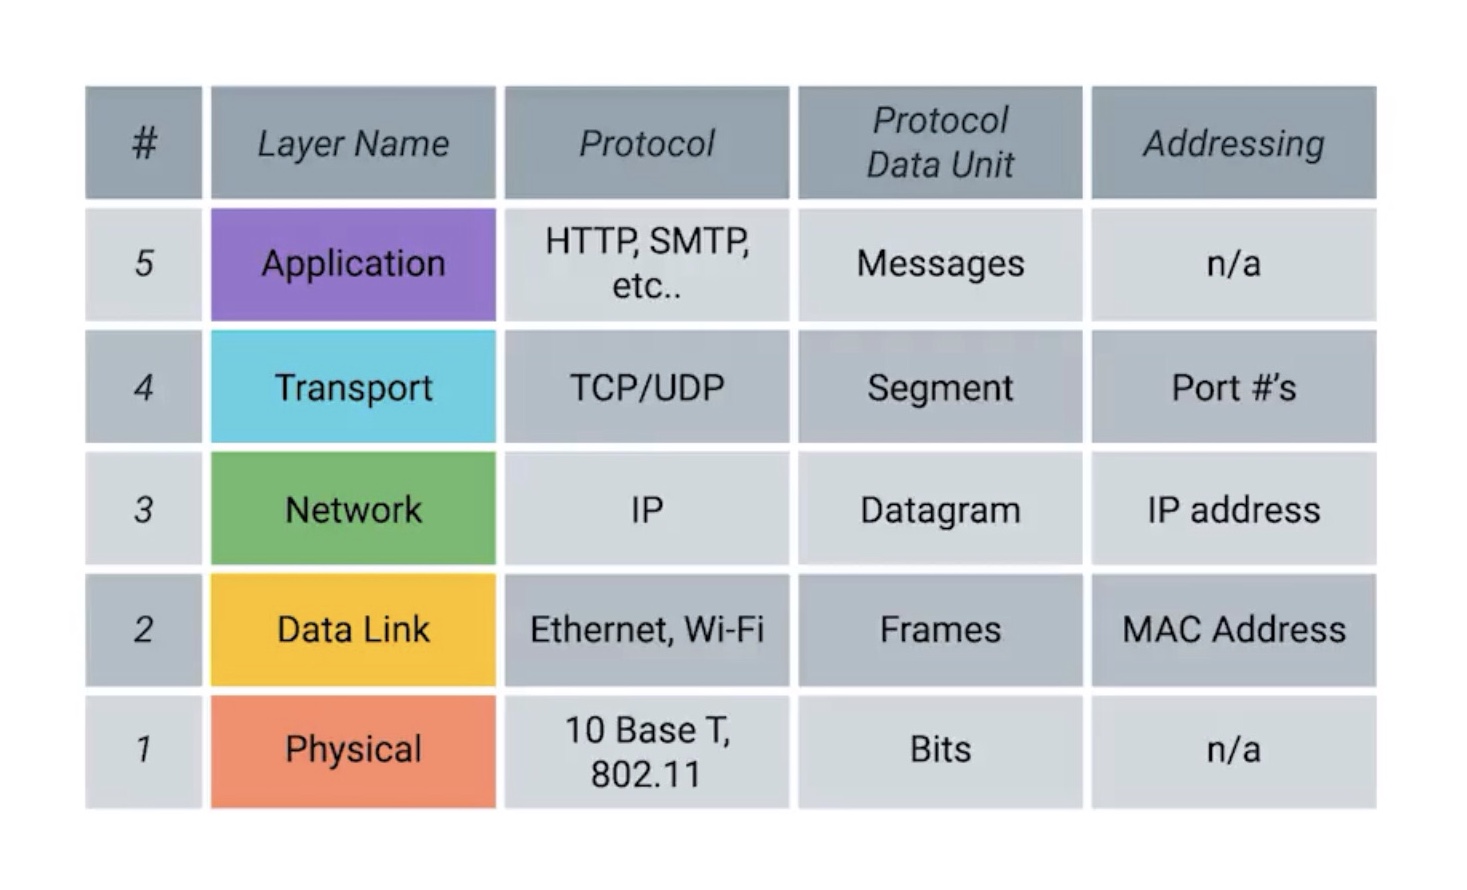 # Layer Name Protocol Protocol Data Unit Addressing
5 Application HTTP, SMTP, etc.. Messages n/a
4 Transport TCP/UDP Segment Port #’s
3 Network IP Datagram IP address
2 Data Link Ethernet, Wi-Fi Frames MAC Address
1 Physical 10 Base T, 802.11 Bits n/a